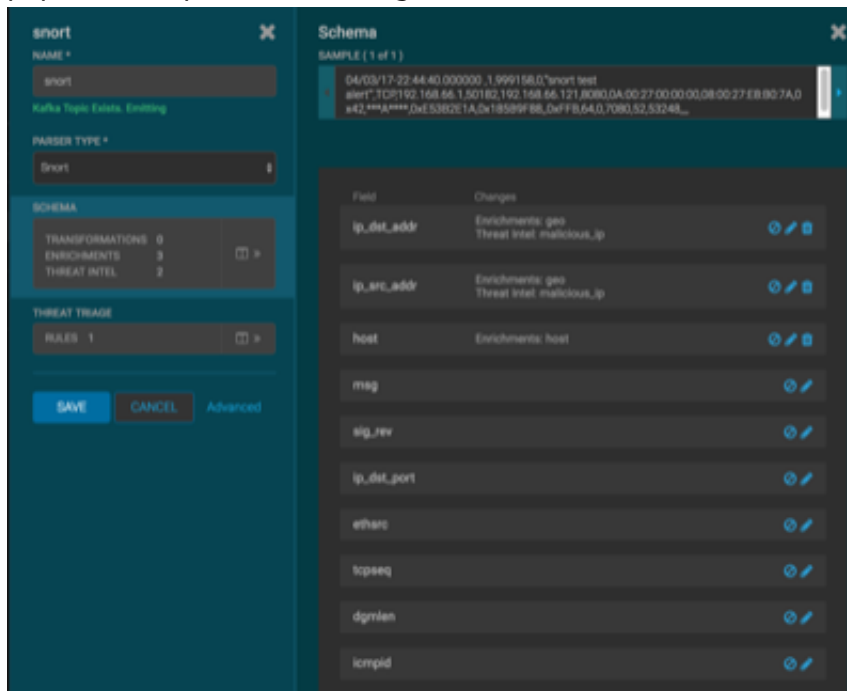 snort
NAME *
snort
Kafka Topic Exists. Emitting
PARSER TYPE *
Snort
SCHEMA
TRANSFORMATIONS 0
ENRICHMENTS 3
THREAT INTEL 2
THREAT TRIAGE
RULES 1
SAVE CANCEL Advanced
Schema
SAMPLE ( 1 of 1 )
04/03/17-22:44:40.000000 ,1,999158,0,"snort test
alert",TCP,192.168.66.1,50182,192.168.66.121,8080,0A:00:27:00:00:00,08:00:27:E8:B0:7A,0
x42,***A****,0xE53B2E1A,0x18589F88,,0xFFB,64,0,7080,52,53248,,,,
Field Changes
ip_dst_addr Enrichments: geo
Threat Intel: malicious_ip
ip_src_addr Enrichments: geo
Threat Intel: malicious_ip
host Enrichments: host
msg
sig_rev
ip_dst_port
ethsrc
tcpseq
dgmlen
icmpid